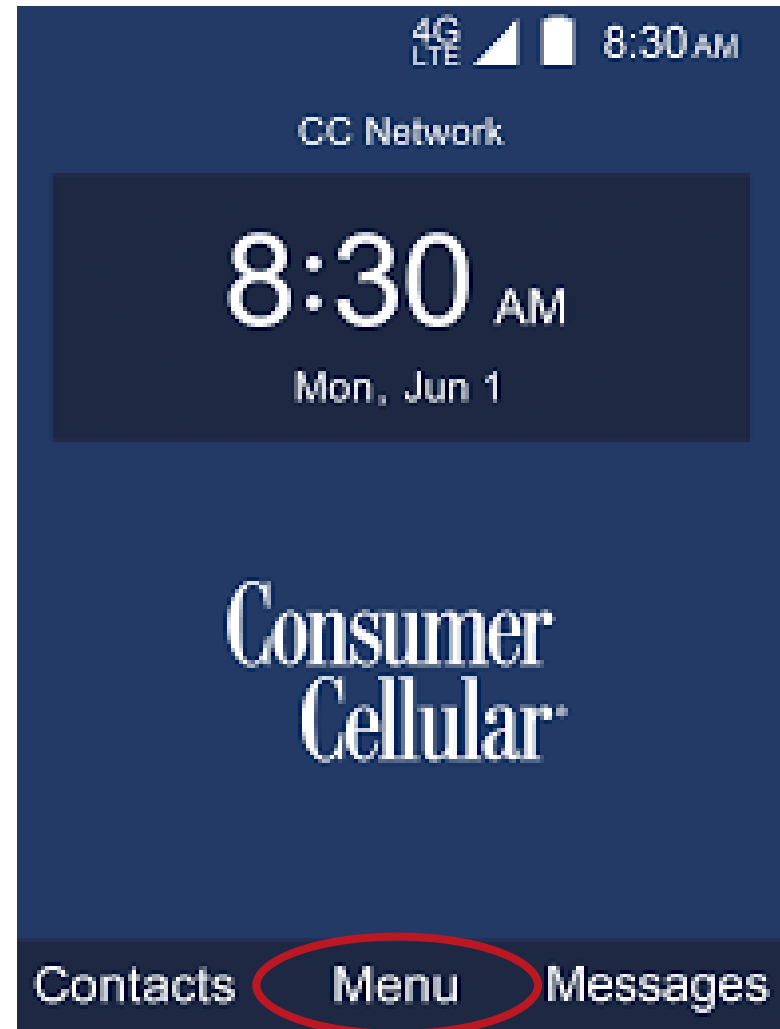 4G LTE 8:30 AM
CC Network
8:30 AM
Mon, Jun 1
Consumer
Cellular®
Contacts Menu Messages